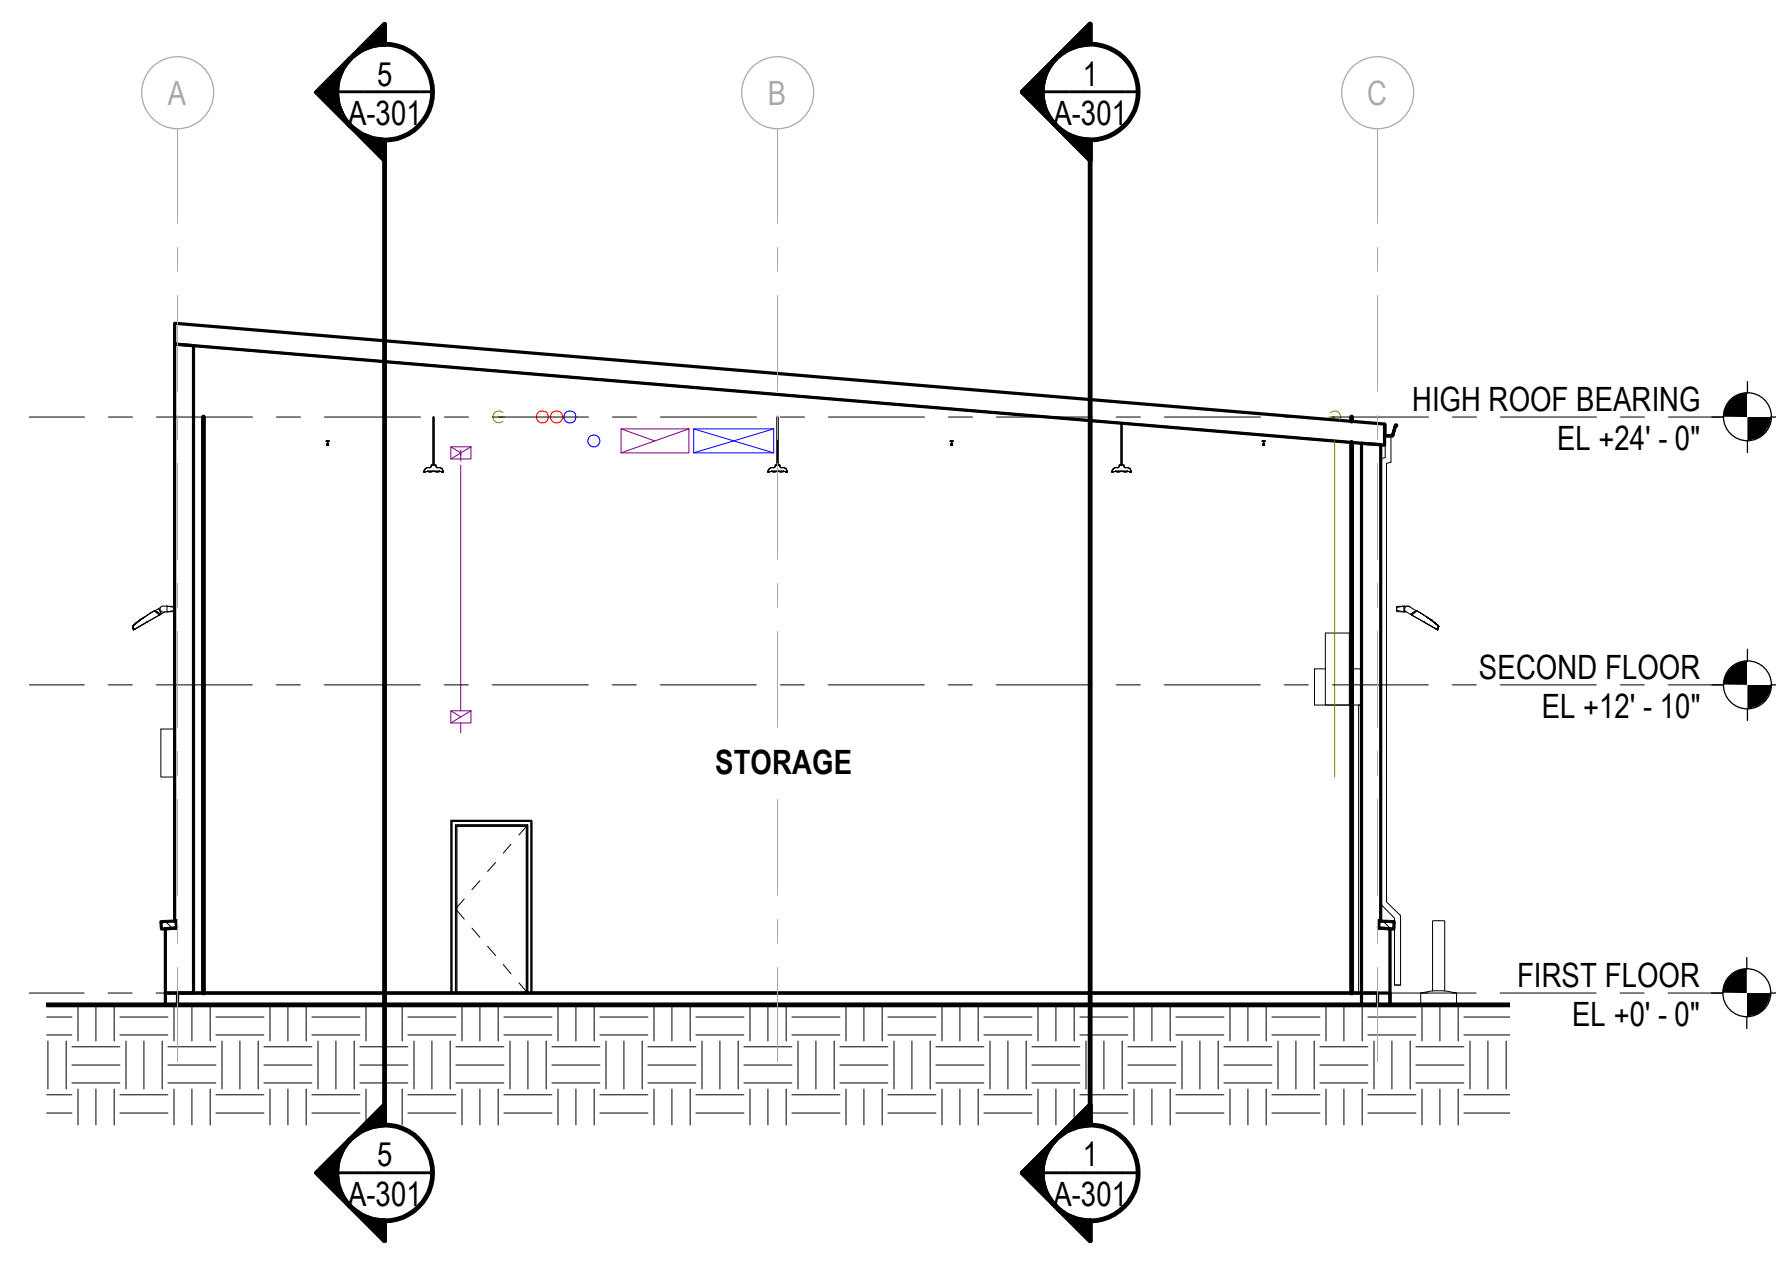 A
5
A-301
B
1
A-301
C
HIGH ROOF BEARING
EL +24' - 0"
SECOND FLOOR
EL +12' - 10"
STORAGE
FIRST FLOOR
EL +0' - 0"
5
A-301
1
A-301